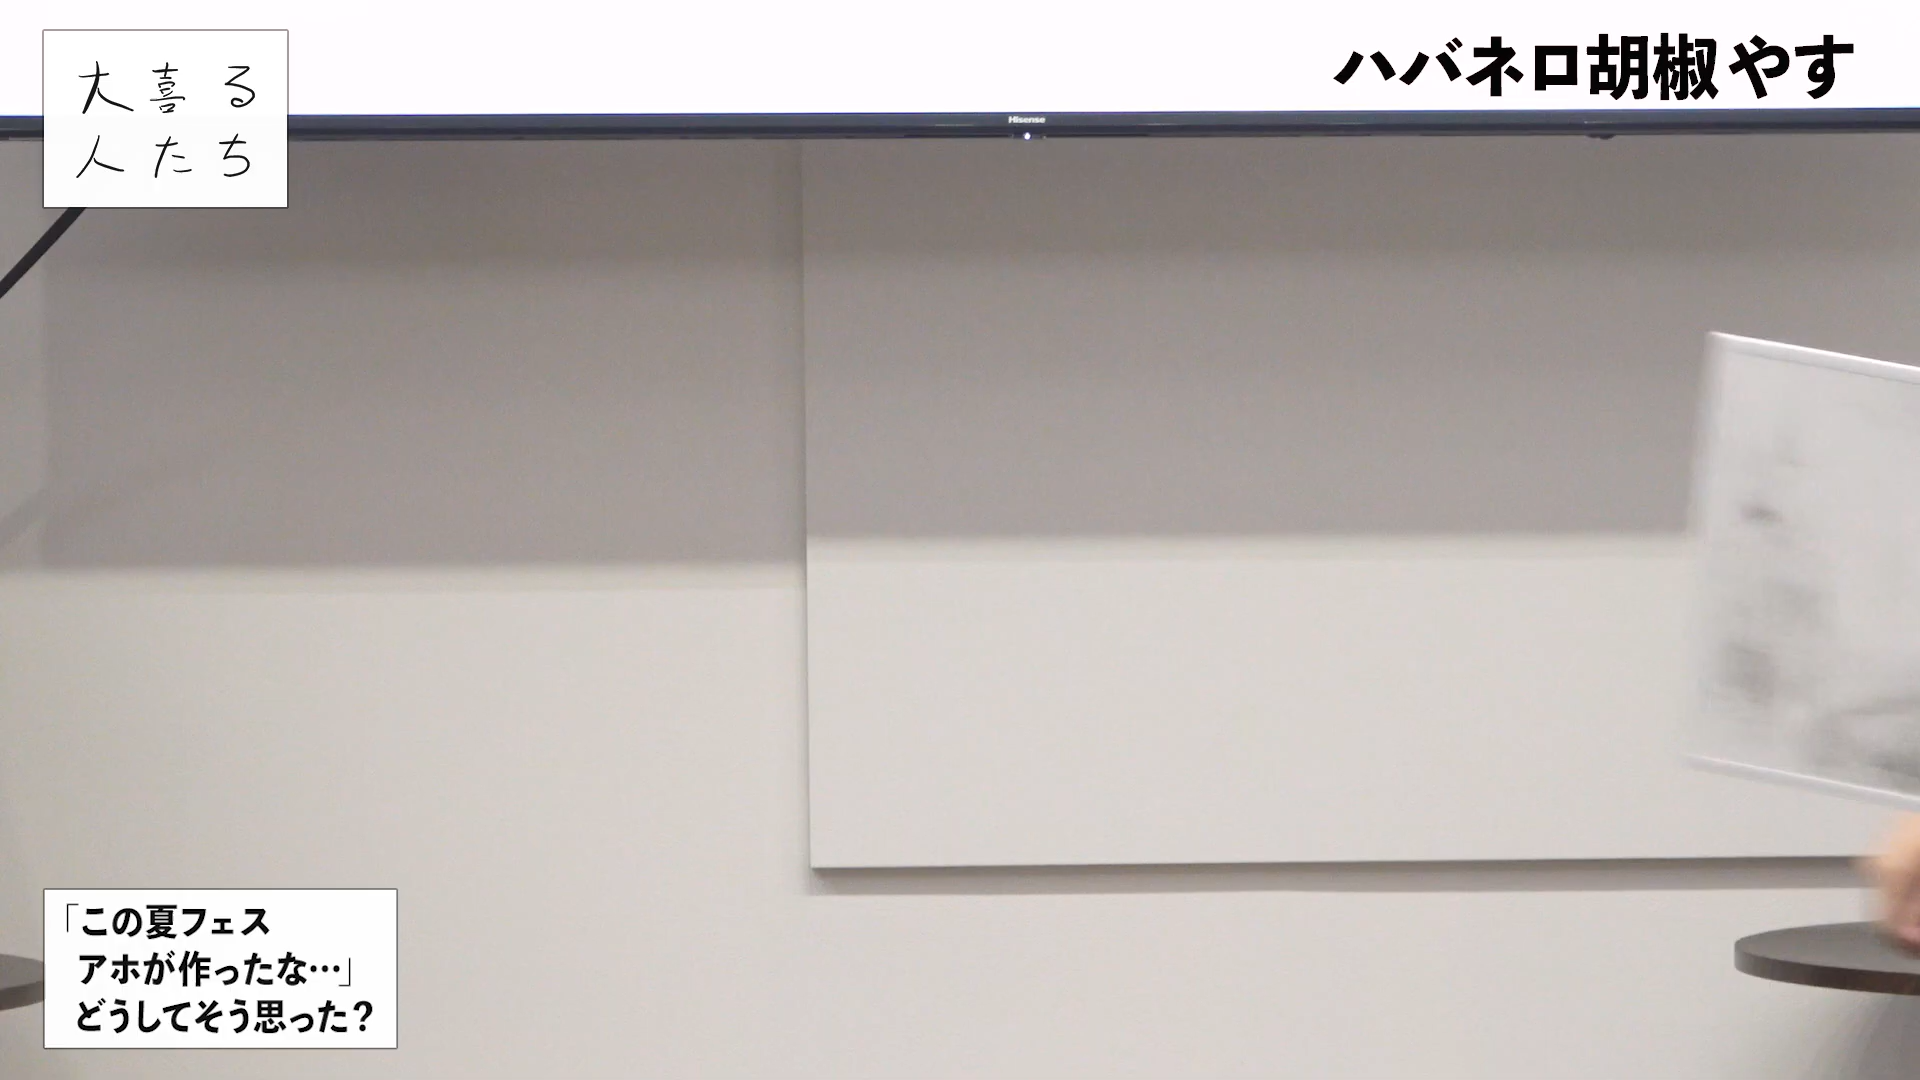 大喜る
人たち
ハバネロ胡椒 やす
Hisense
「この夏フェス
アホが作ったな…」
どうしてそう思った？